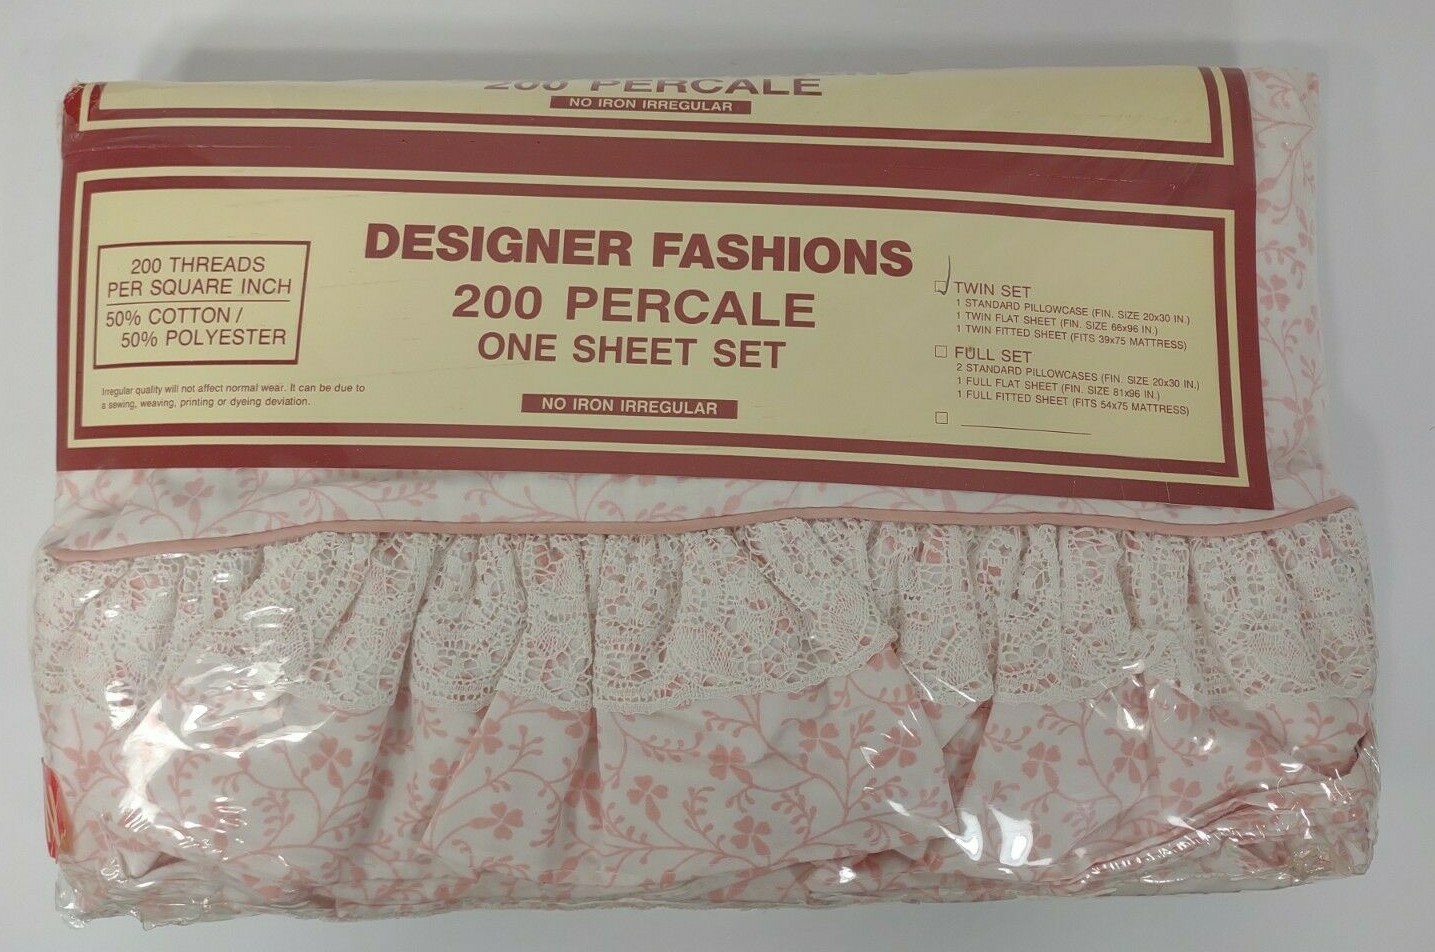 200 PERCALE
NO IRON IRREGULAR
200 THREADS
PER SQUARE INCH
50% COTTON /
50% POLYESTER
Irregular quality will not affect normal wear. It can be due to
a sewing, weaving, printing or dyeing deviation.
DESIGNER FASHIONS
200 PERCALE
ONE SHEET SET
NO IRON IRREGULAR
TWIN SET
1 STANDARD PILLOWCASE (FIN. SIZE 20x30 IN.)
1 TWIN FLAT SHEET (FIN. SIZE 66x96 IN.)
1 TWIN FITTED SHEET (FITS 39x75 MATTRESS)
FULL SET
2 STANDARD PILLOWCASES (FIN. SIZE 20x30 IN.)
1 FULL FLAT SHEET (FIN. SIZE 81x96 IN.)
1 FULL FITTED SHEET (FITS 54x75 MATTRESS)